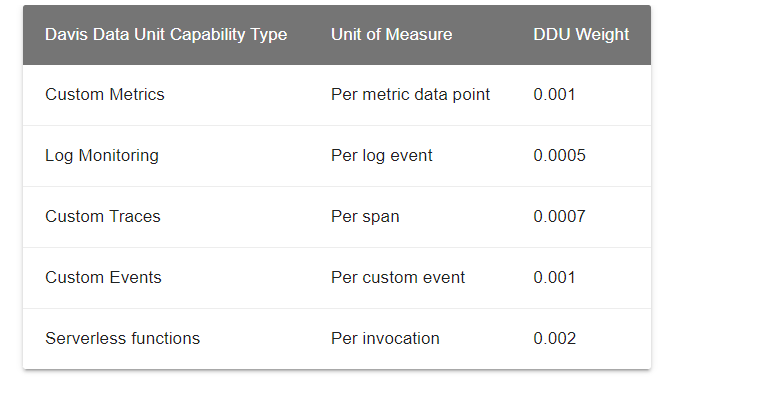 Davis Data Unit Capability Type Unit of Measure DDU Weight
Custom Metrics Per metric data point 0.001
Log Monitoring Per log event 0.0005
Custom Traces Per span 0.0007
Custom Events Per custom event 0.001
Serverless functions Per invocation 0.002